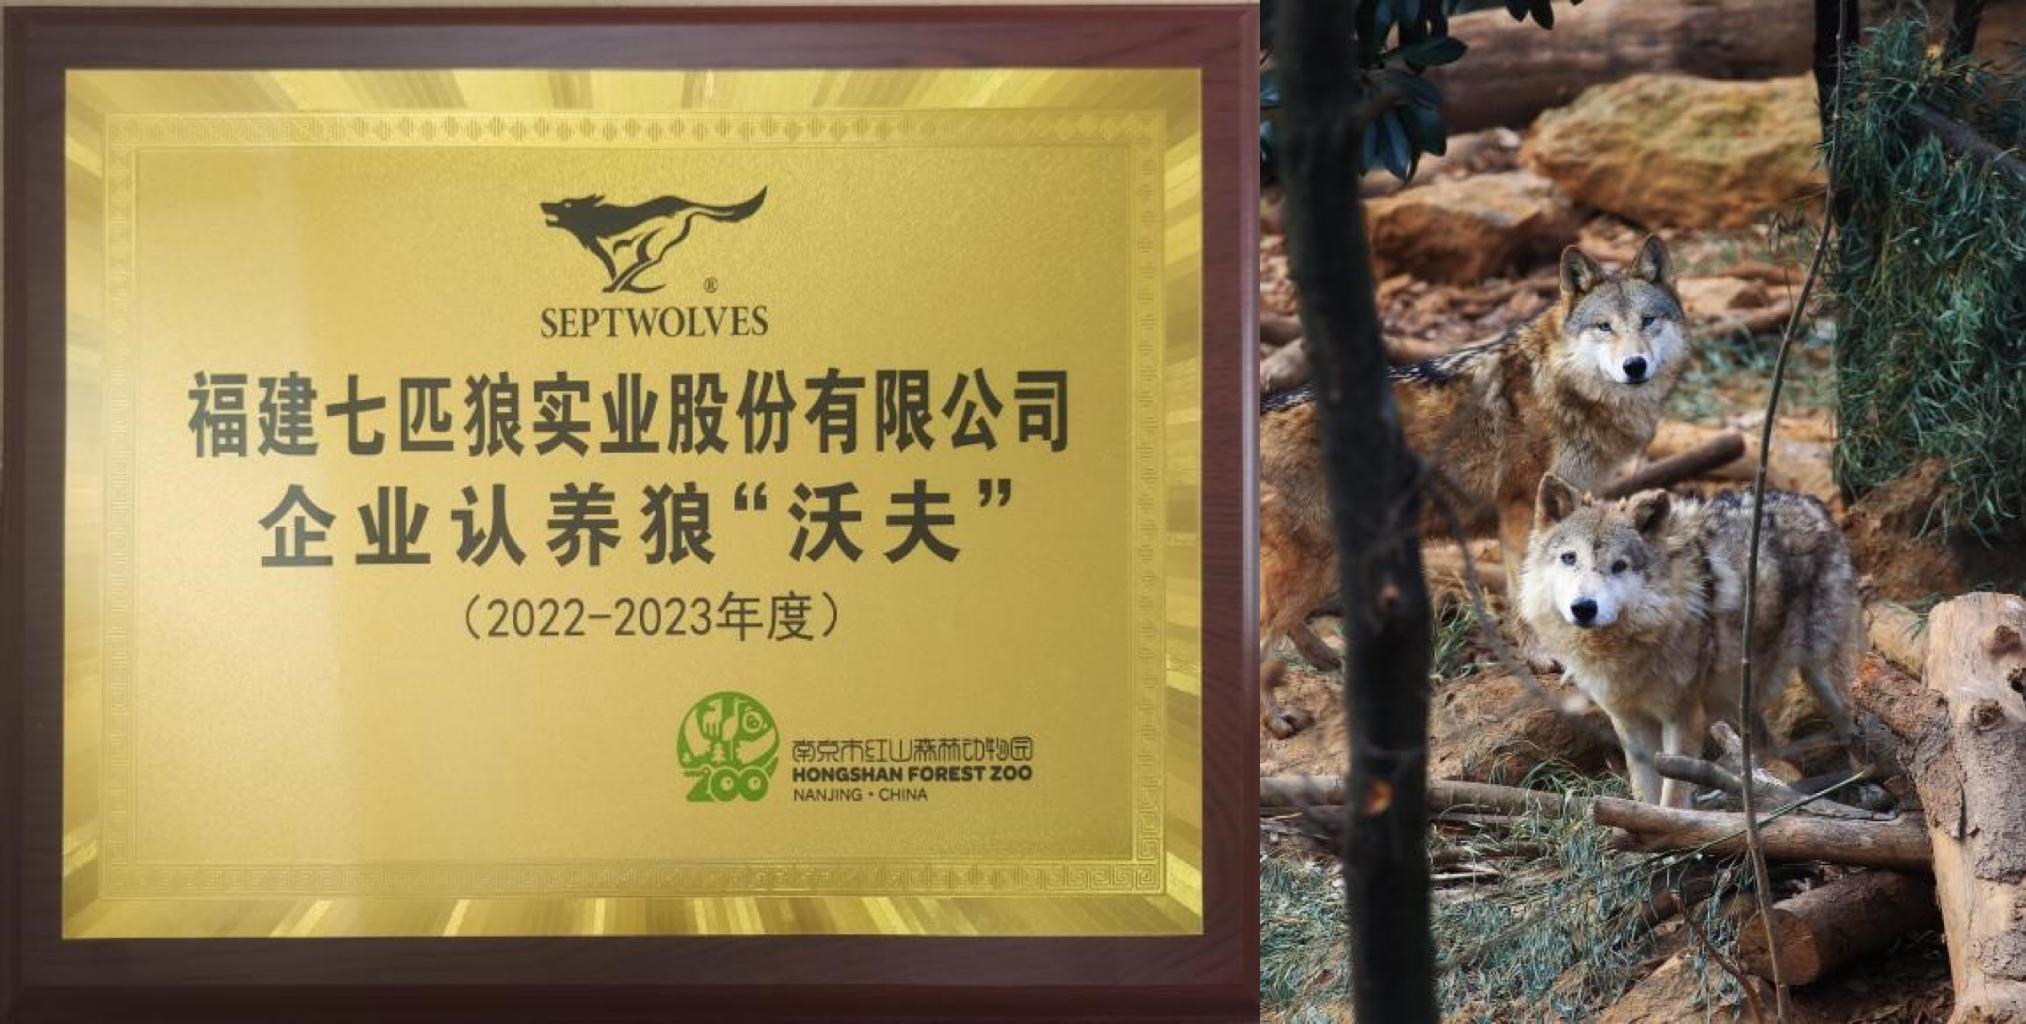 ®
SEPTWOLVES
福建七匹狼实业股份有限公司
企业认养狼“沃夫”
（2022-2023年度）
南京市红山森林动物园
HONGSHAN FOREST ZOO
NANJING·CHINA